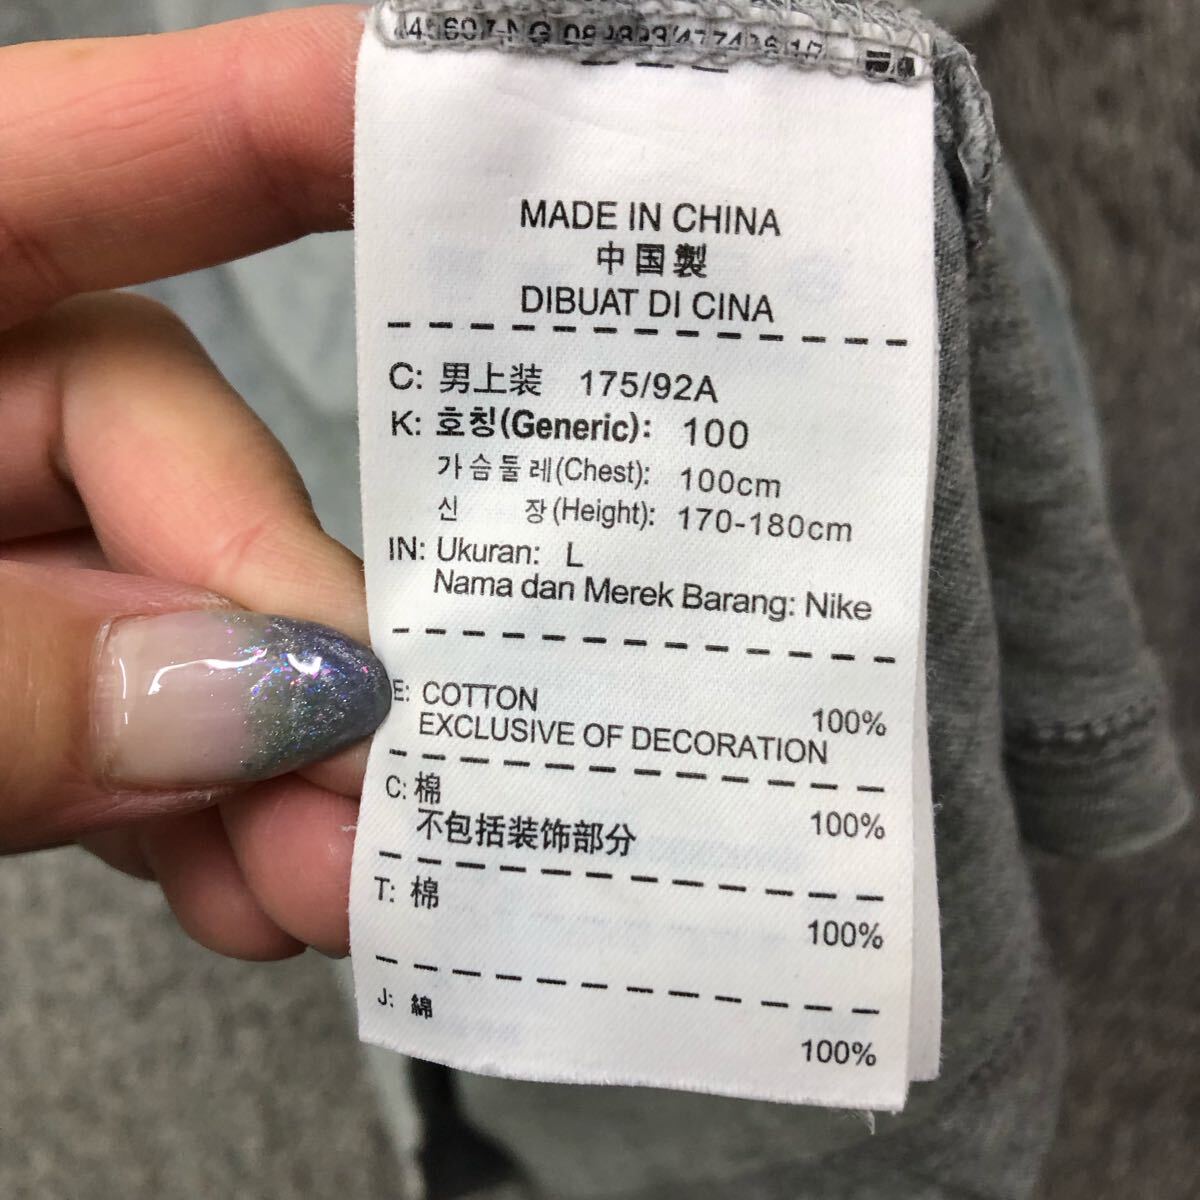 MADE IN CHINA
中国製
DIBUAT DI CINA
C: 男上装 175/92A
K: 호칭(Generic): 100
가슴둘레(Chest): 100cm
신 장(Height): 170-180cm
IN: Ukuran: L
Nama dan Merek Barang: Nike
E: COTTON 100%
EXCLUSIVE OF DECORATION
C: 棉 100%
不包括装饰部分
T: 棉 100%
J: 綿 100%